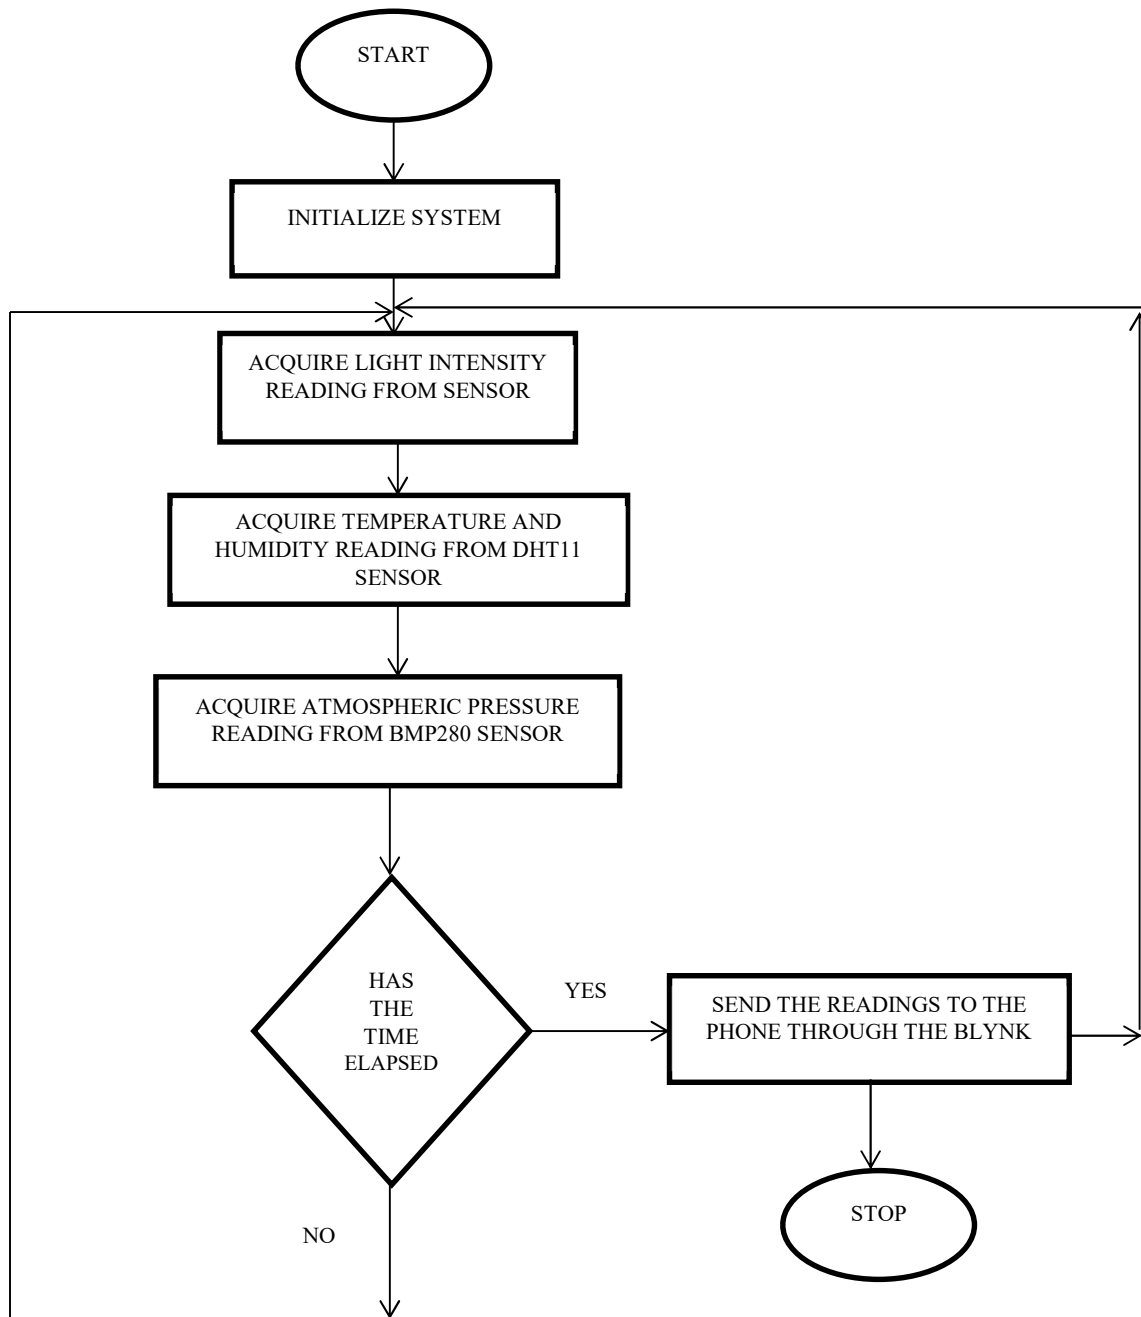 START
INITIALIZE SYSTEM
ACQUIRE LIGHT INTENSITY
READING FROM SENSOR
ACQUIRE TEMPERATURE AND
HUMIDITY READING FROM DHT11
SENSOR
ACQUIRE ATMOSPHERIC PRESSURE
READING FROM BMP280 SENSOR
HAS
THE
TIME
ELAPSED
YES
SEND THE READINGS TO THE
PHONE THROUGH THE BLYNK
NO
STOP